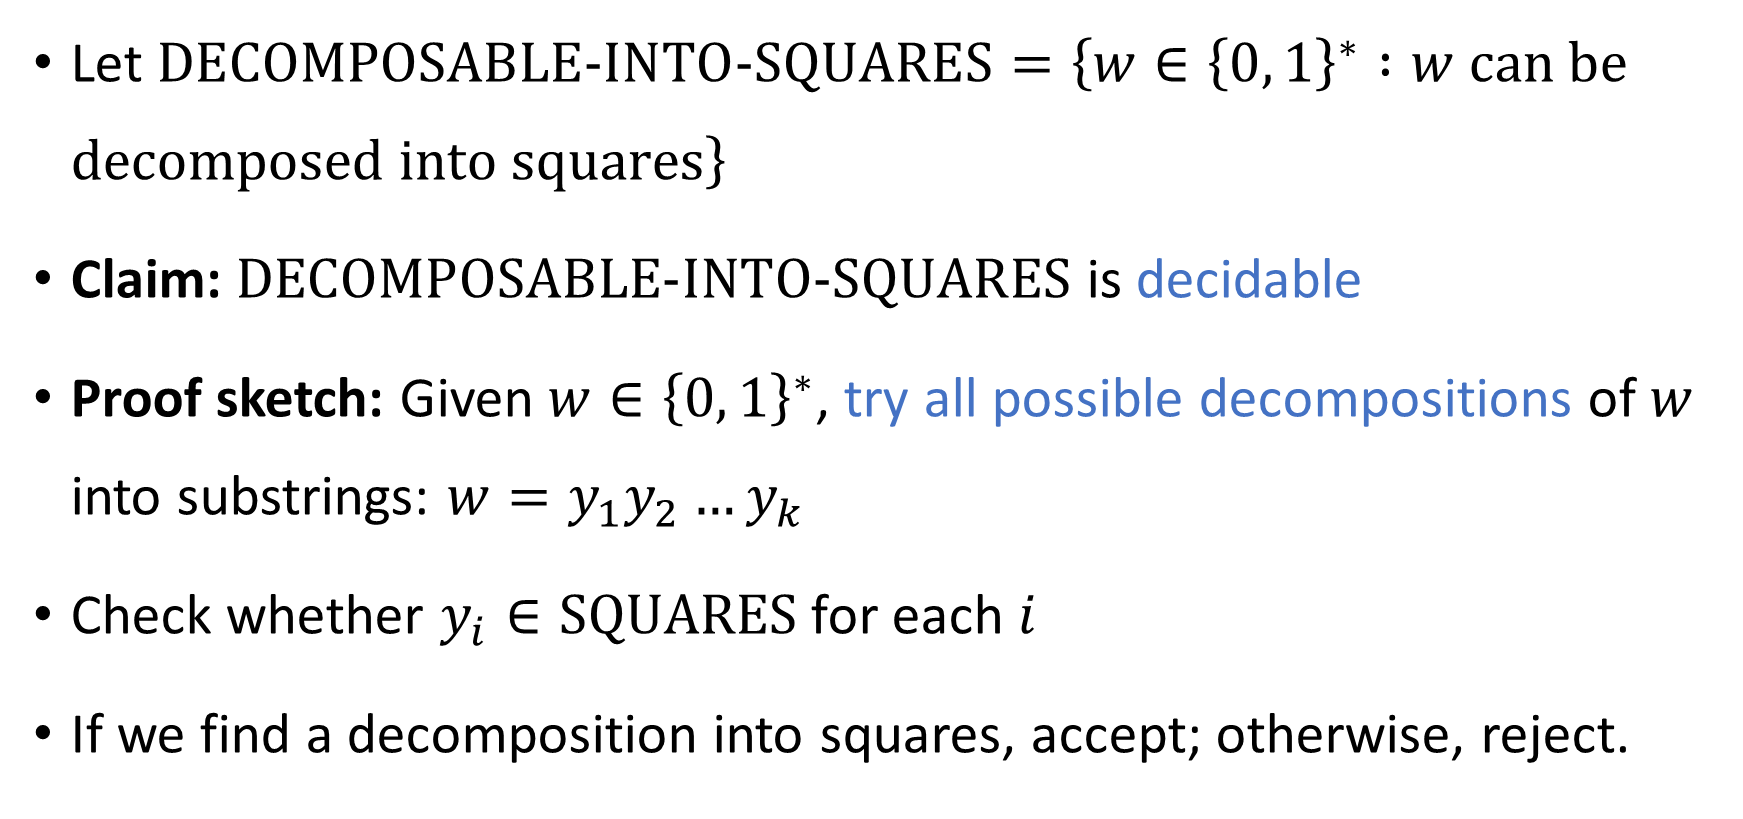 • Let DECOMPOSABLE-INTO-SQUARES = {w ∈ {0, 1}* : w can be
decomposed into squares}
• Claim: DECOMPOSABLE-INTO-SQUARES is decidable
• Proof sketch: Given w ∈ {0, 1}*, try all possible decompositions of w
into substrings: w = y₁y₂ … yₖ
• Check whether yᵢ ∈ SQUARES for each i
• If we find a decomposition into squares, accept; otherwise, reject.